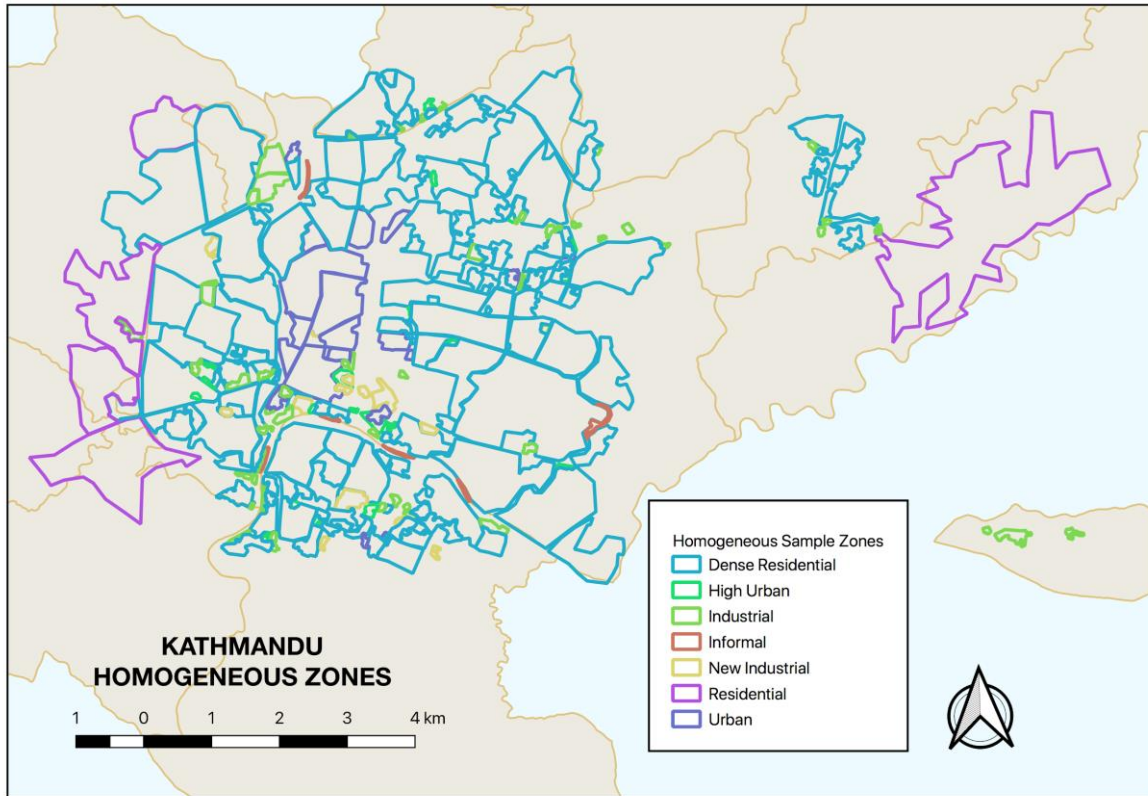 Homogeneous Sample Zones
Dense Residential
High Urban
Industrial
Informal
New Industrial
Residential
Urban
KATHMANDU
HOMOGENEOUS ZONES
1 0 1 2 3 4 km